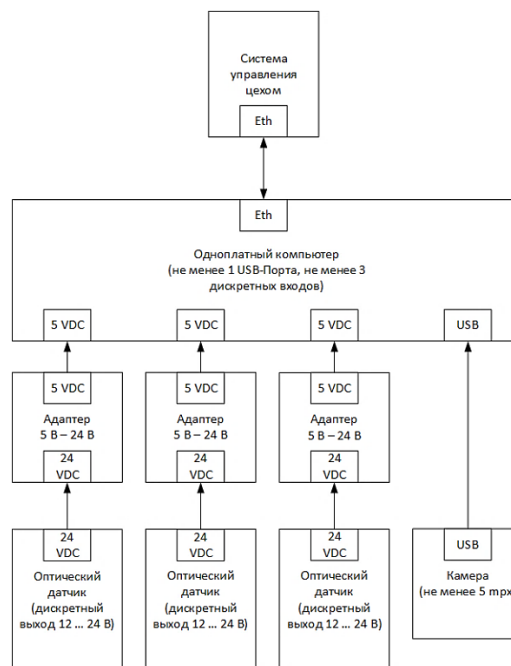 Система
управления
цехом
Eth
Eth
Одноплатный компьютер
(не менее 1 USB-Порта, не менее 3
дискретных входов)
5 VDC
5 VDC
5 VDC
USB
5 VDC
5 VDC
5 VDC
Адаптер
5 В – 24 В
Адаптер
5 В – 24 В
Адаптер
5 В – 24 В
24
VDC
24
VDC
24
VDC
24
VDC
24
VDC
24
VDC
USB
Оптический
датчик
(дискретный
выход 12 ... 24 В)
Оптический
датчик
(дискретный
выход 12 ... 24 В)
Оптический
датчик
(дискретный
выход 12 ... 24 В)
Камера
(не менее 5 mpx)